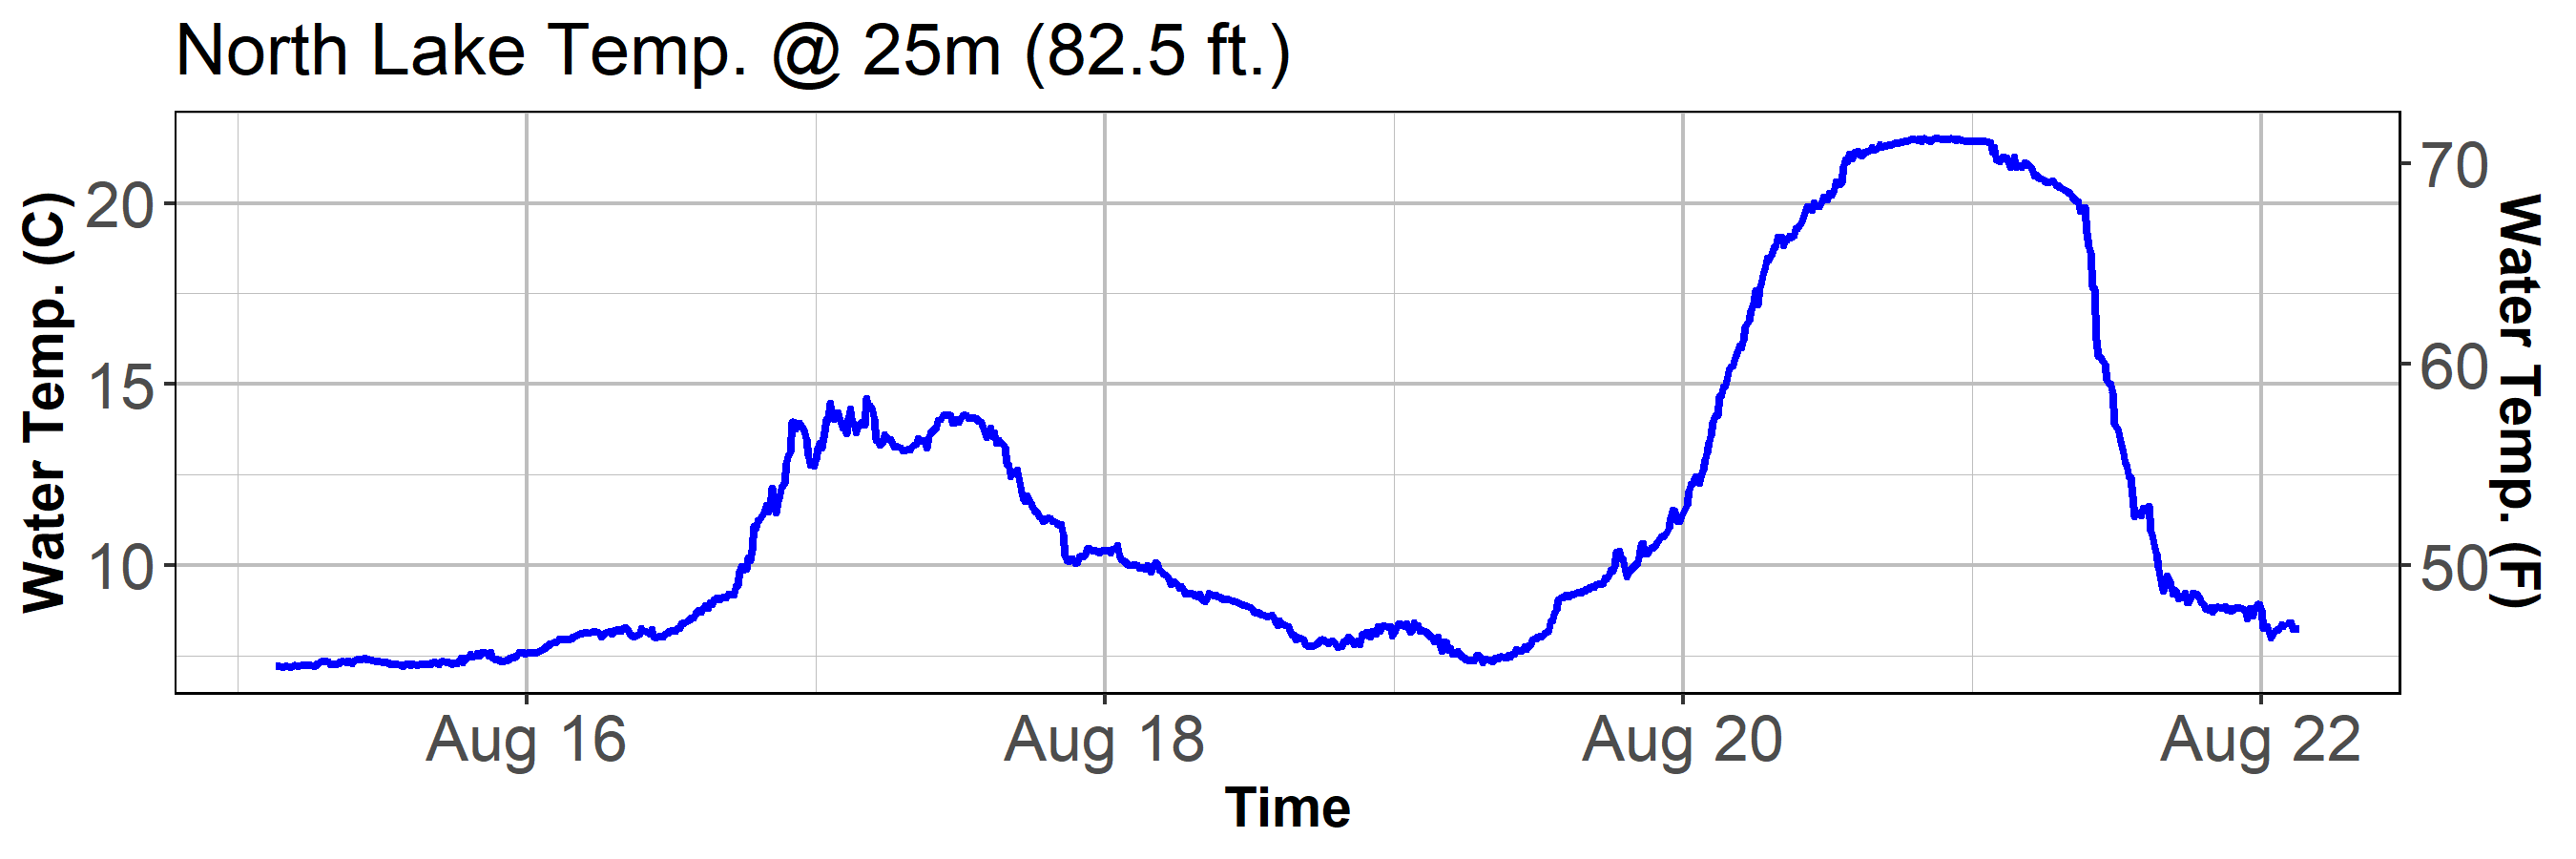 North Lake Temp. @ 25m (82.5 ft.)
Water Temp. (C)
20
15
10
70
60
50
Water Temp. (F)
Aug 16
Aug 18
Aug 20
Aug 22
Time